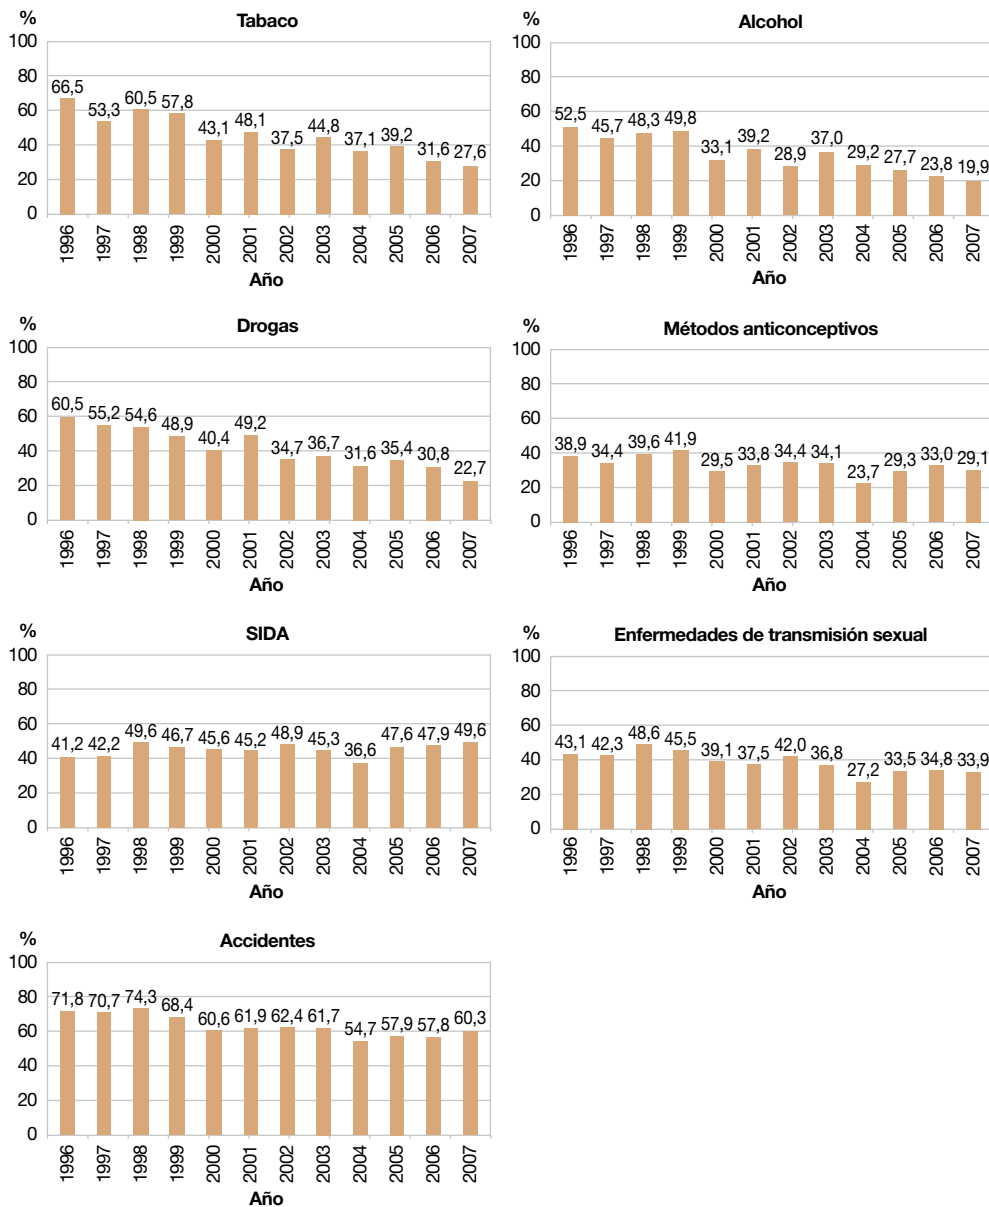 Tabaco
%
100
80
60
40
20
0
66,5 53,3 60,5 57,8 43,1 48,1 37,5 44,8 37,1 39,2 31,6 27,6
1996 1997 1998 1999 2000 2001 2002 2003 2004 2005 2006 2007
Año
Alcohol
%
100
80
60
40
20
0
52,5 45,7 48,3 49,8 33,1 39,2 28,9 37,0 29,2 27,7 23,8 19,9
1996 1997 1998 1999 2000 2001 2002 2003 2004 2005 2006 2007
Año
Drogas
%
100
80
60
40
20
0
60,5 55,2 54,6 48,9 40,4 49,2 34,7 36,7 31,6 35,4 30,8 22,7
1996 1997 1998 1999 2000 2001 2002 2003 2004 2005 2006 2007
Año
Métodos anticonceptivos
%
100
80
60
40
20
0
38,9 34,4 39,6 41,9 29,5 33,8 34,4 34,1 23,7 29,3 33,0 29,1
1996 1997 1998 1999 2000 2001 2002 2003 2004 2005 2006 2007
Año
SIDA
%
100
80
60
40
20
0
41,2 42,2 49,6 46,7 45,6 45,2 48,9 45,3 36,6 47,6 47,9 49,6
1996 1997 1998 1999 2000 2001 2002 2003 2004 2005 2006 2007
Año
Enfermedades de transmisión sexual
%
100
80
60
40
20
0
43,1 42,3 48,6 45,5 39,1 37,5 42,0 36,8 27,2 33,5 34,8 33,9
1996 1997 1998 1999 2000 2001 2002 2003 2004 2005 2006 2007
Año
Accidentes
%
100
80
60
40
20
0
71,8 70,7 74,3 68,4 60,6 61,9 62,4 61,7 54,7 57,9 57,8 60,3
1996 1997 1998 1999 2000 2001 2002 2003 2004 2005 2006 2007
Año